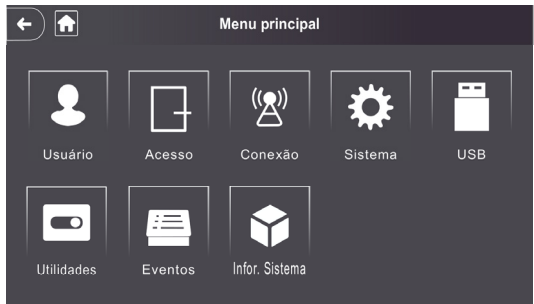 Menu principal
Usuário Acesso Conexão Sistema USB
Utilidades Eventos Infor. Sistema